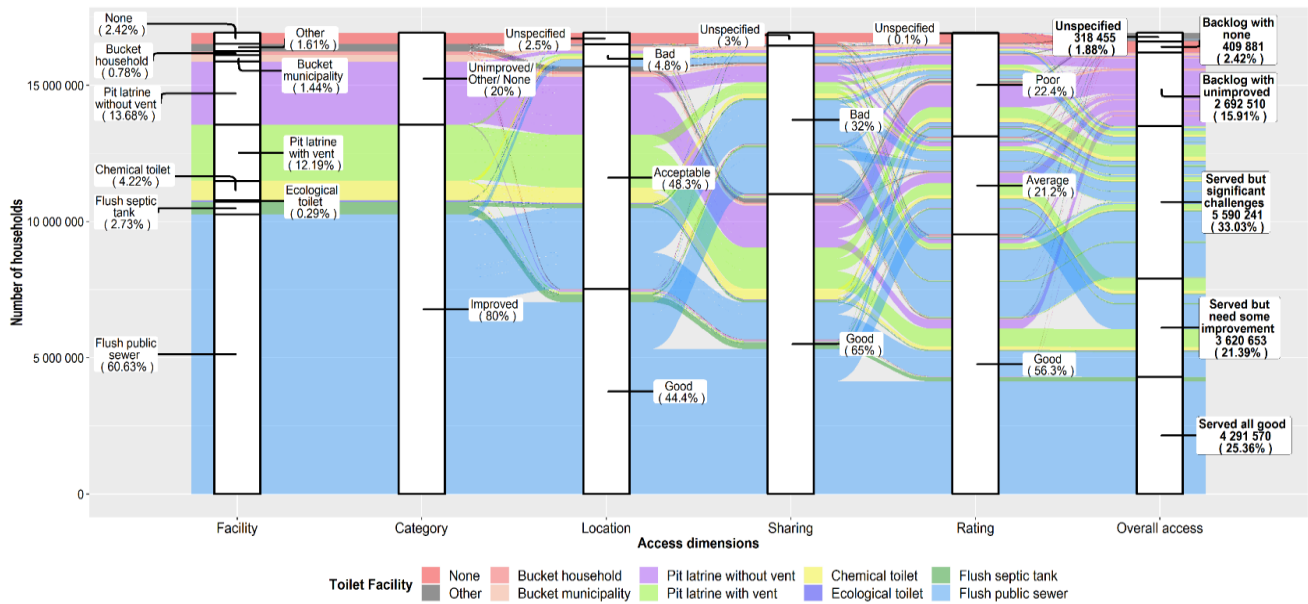 None
( 2.42%)
Other
( 1.61%)
Bucket
household
( 0.78%)
Bucket
municipality
( 1.44%)
Pit latrine
without vent
( 13.68%)
Pit latrine
with vent
( 12.19%)
Chemical toilet
( 4.22%)
Ecological
toilet
( 0.29%)
Flush septic
tank
( 2.73%)
Flush public
sewer
( 60.63%)
Unimproved/
Other/ None
( 20%)
Improved
( 80%)
Unspecified
( 2.5%)
Bad
( 4.8%)
Acceptable
( 48.3%)
Good
( 44.4%)
Unspecified
( 3%)
Bad
( 32%)
Good
( 65%)
Unspecified
( 0.1%)
Poor
( 22.4%)
Average
( 21.2%)
Good
( 56.3%)
Unspecified
318 455
(1.88%)
Backlog with
none
409 881
(2.42%)
Backlog with
unimproved
2 692 510
(15.91%)
Served but
significant
challenges
5 590 241
(33.03%)
Served but
need some
improvement
3 620 653
(21.39%)
Served all good
4 291 570
(25.36%)
Number of households
15 000 000
10 000 000
5 000 000
0
Facility
Category
Location
Sharing
Rating
Overall access
Access dimensions
Toilet Facility
None
Bucket household
Pit latrine without vent
Chemical toilet
Flush septic tank
Other
Bucket municipality
Pit latrine with vent
Ecological toilet
Flush public sewer